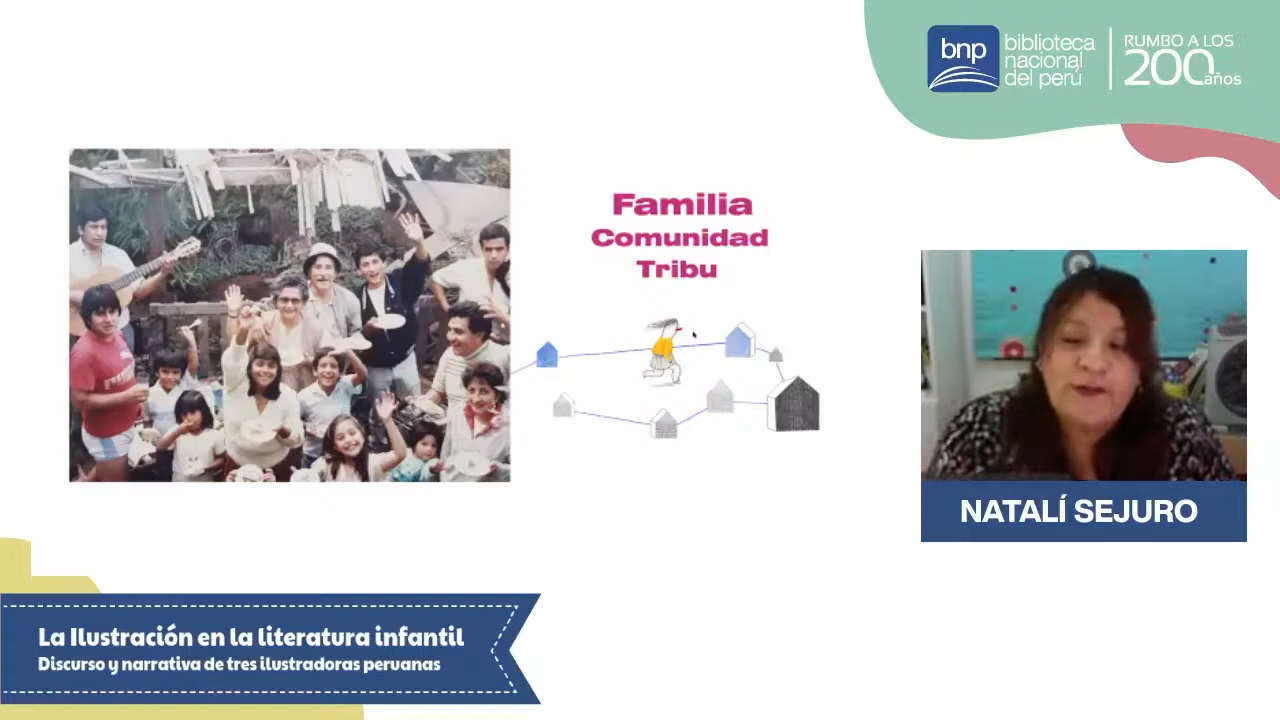 bnp
biblioteca
nacional
del perú
RUMBO A LOS
200 años
Familia
Comunidad
Tribu
NATALÍ SEJURO
La Ilustración en la literatura infantil
Discurso y narrativa de tres ilustradoras peruanas